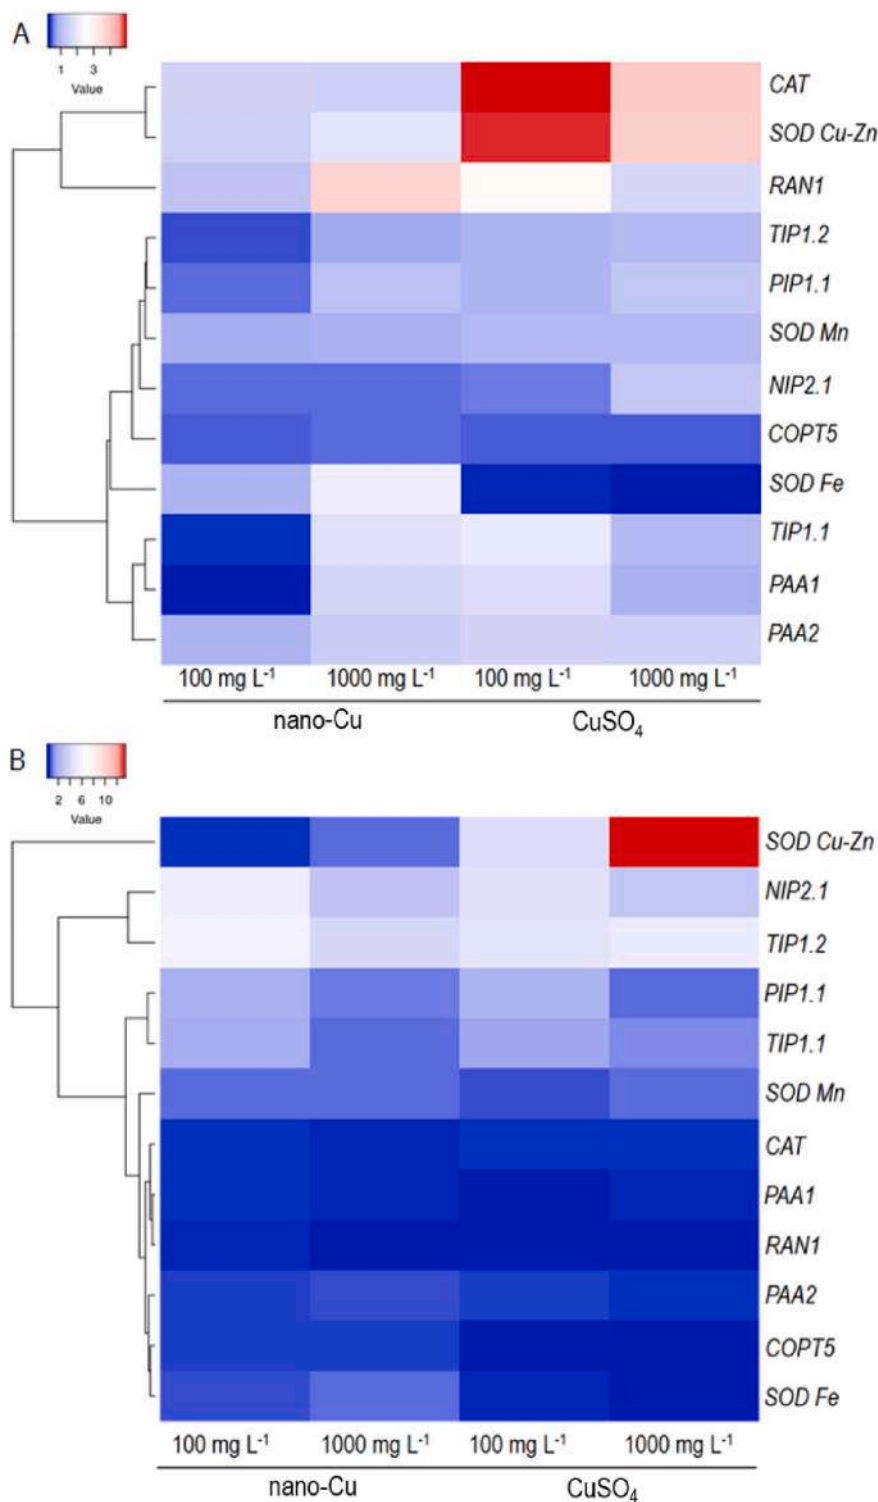 A
1 3
Value
CAT
SOD Cu-Zn
RAN1
TIP1.2
PIP1.1
SOD Mn
NIP2.1
COPT5
SOD Fe
TIP1.1
PAA1
PAA2
100 mg L⁻¹ 1000 mg L⁻¹ 100 mg L⁻¹ 1000 mg L⁻¹
nano-Cu CuSO₄
B
2 6 10
Value
SOD Cu-Zn
NIP2.1
TIP1.2
PIP1.1
TIP1.1
SOD Mn
CAT
PAA1
RAN1
PAA2
COPT5
SOD Fe
100 mg L⁻¹ 1000 mg L⁻¹ 100 mg L⁻¹ 1000 mg L⁻¹
nano-Cu CuSO₄